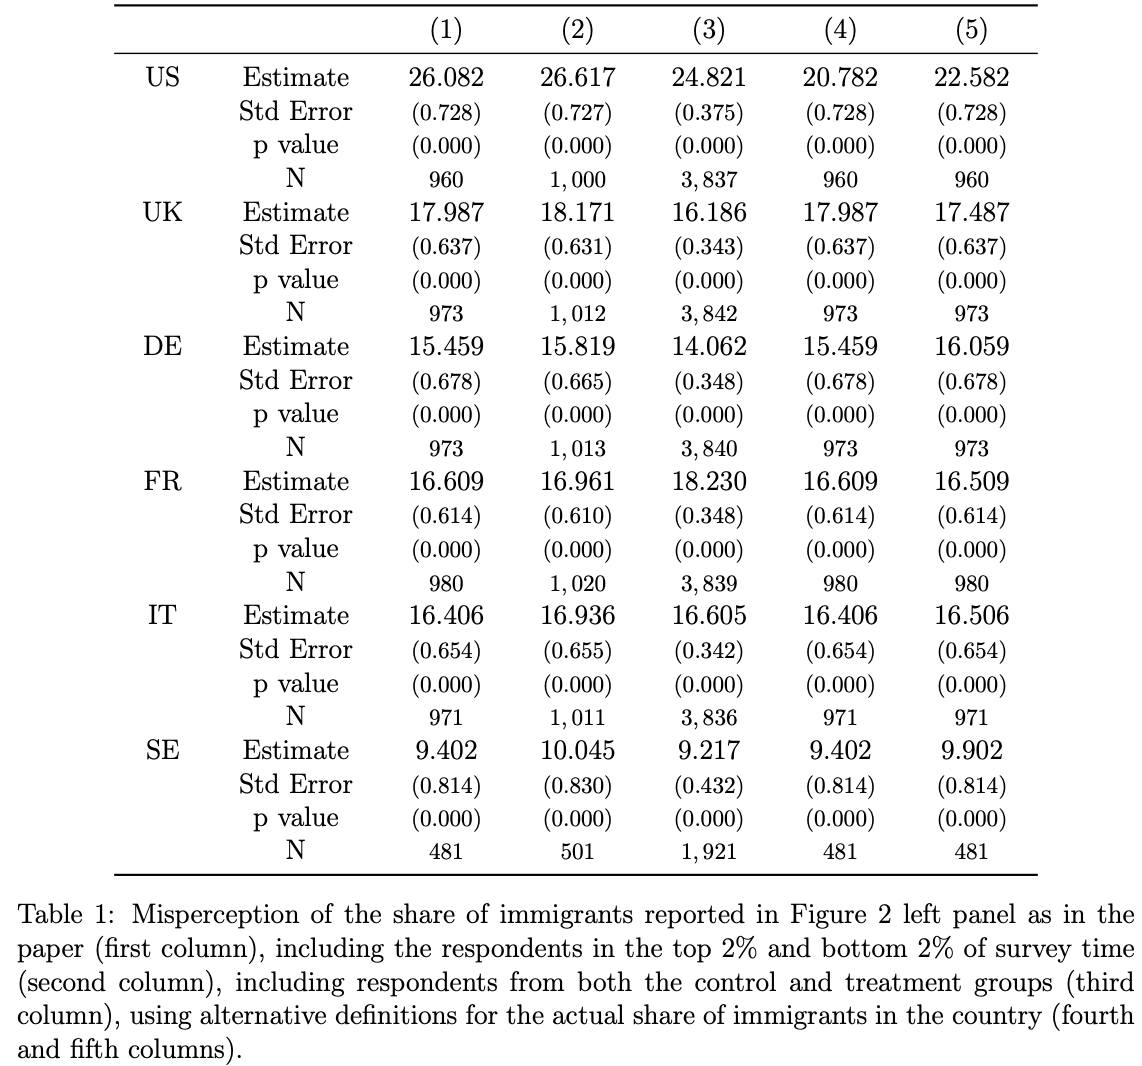 (1) (2) (3) (4) (5)
US Estimate 26.082 26.617 24.821 20.782 22.582
Std Error (0.728) (0.727) (0.375) (0.728) (0.728)
p value (0.000) (0.000) (0.000) (0.000) (0.000)
N 960 1,000 3,837 960 960
UK Estimate 17.987 18.171 16.186 17.987 17.487
Std Error (0.637) (0.631) (0.343) (0.637) (0.637)
p value (0.000) (0.000) (0.000) (0.000) (0.000)
N 973 1,012 3,842 973 973
DE Estimate 15.459 15.819 14.062 15.459 16.059
Std Error (0.678) (0.665) (0.348) (0.678) (0.678)
p value (0.000) (0.000) (0.000) (0.000) (0.000)
N 973 1,013 3,840 973 973
FR Estimate 16.609 16.961 18.230 16.609 16.509
Std Error (0.614) (0.610) (0.348) (0.614) (0.614)
p value (0.000) (0.000) (0.000) (0.000) (0.000)
N 980 1,020 3,839 980 980
IT Estimate 16.406 16.936 16.605 16.406 16.506
Std Error (0.654) (0.655) (0.342) (0.654) (0.654)
p value (0.000) (0.000) (0.000) (0.000) (0.000)
N 971 1,011 3,836 971 971
SE Estimate 9.402 10.045 9.217 9.402 9.902
Std Error (0.814) (0.830) (0.432) (0.814) (0.814)
p value (0.000) (0.000) (0.000) (0.000) (0.000)
N 481 501 1,921 481 481
Table 1: Misperception of the share of immigrants reported in Figure 2 left panel as in the
paper (first column), including the respondents in the top 2% and bottom 2% of survey time
(second column), including respondents from both the control and treatment groups (third
column), using alternative definitions for the actual share of immigrants in the country (fourth
and fifth columns).